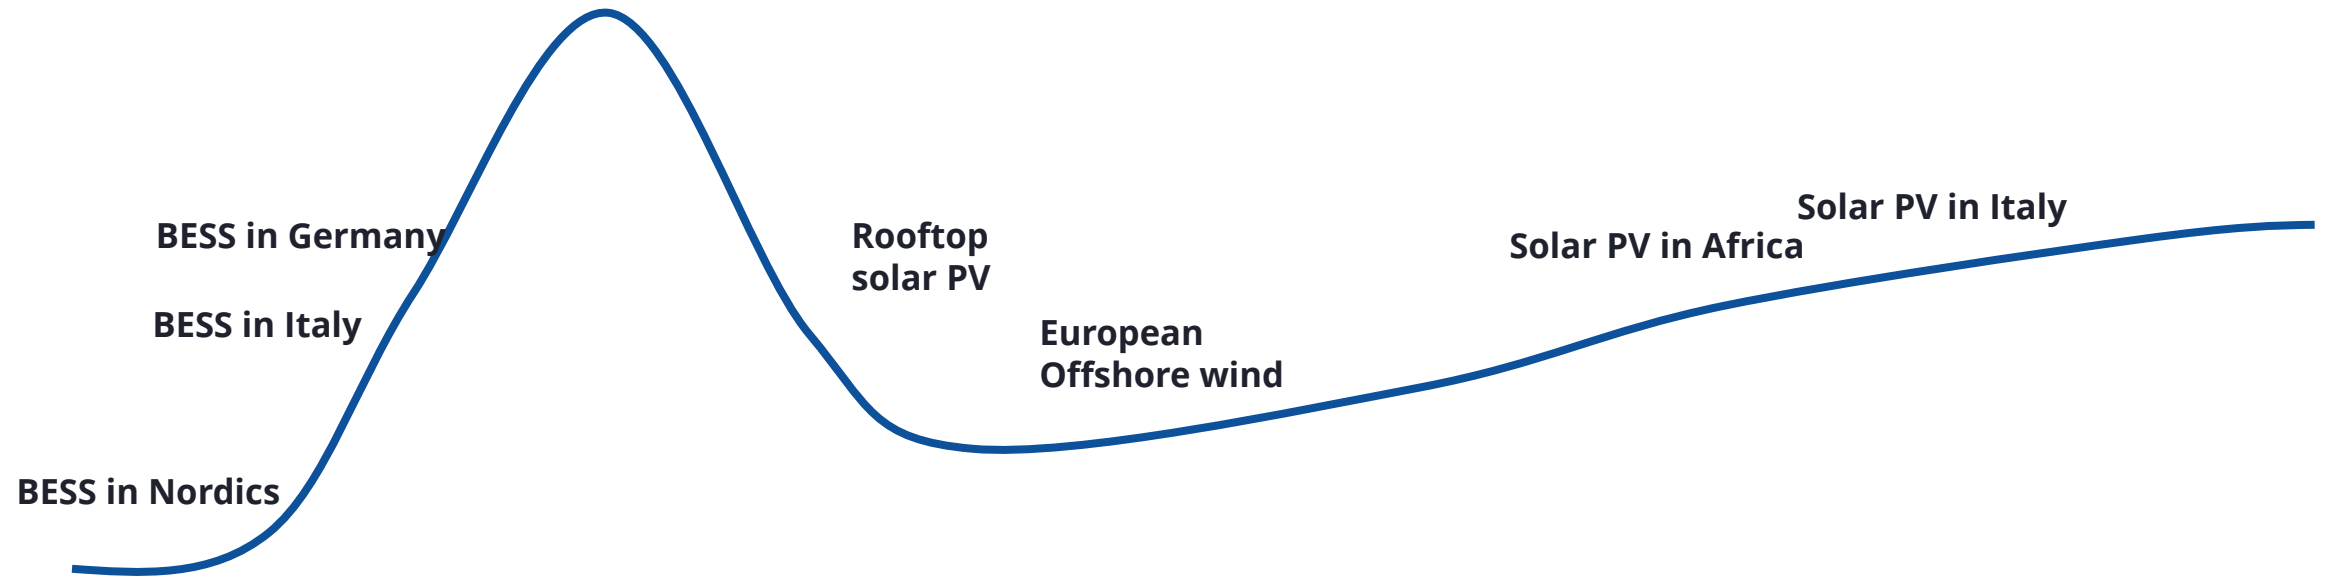 BESS in Germany
BESS in Italy
BESS in Nordics
Rooftop
solar PV
European
Offshore wind
Solar PV in Africa
Solar PV in Italy